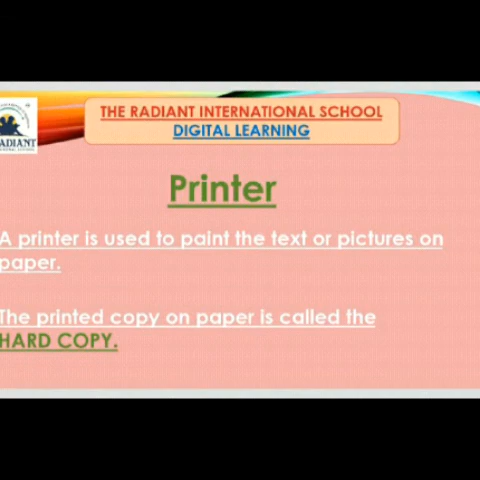 THE RADIANT INTERNATIONAL SCHOOL
DIGITAL LEARNING
RADIANT
Printer
A printer is used to paint the text or pictures on
paper.
The printed copy on paper is called the
HARD COPY.